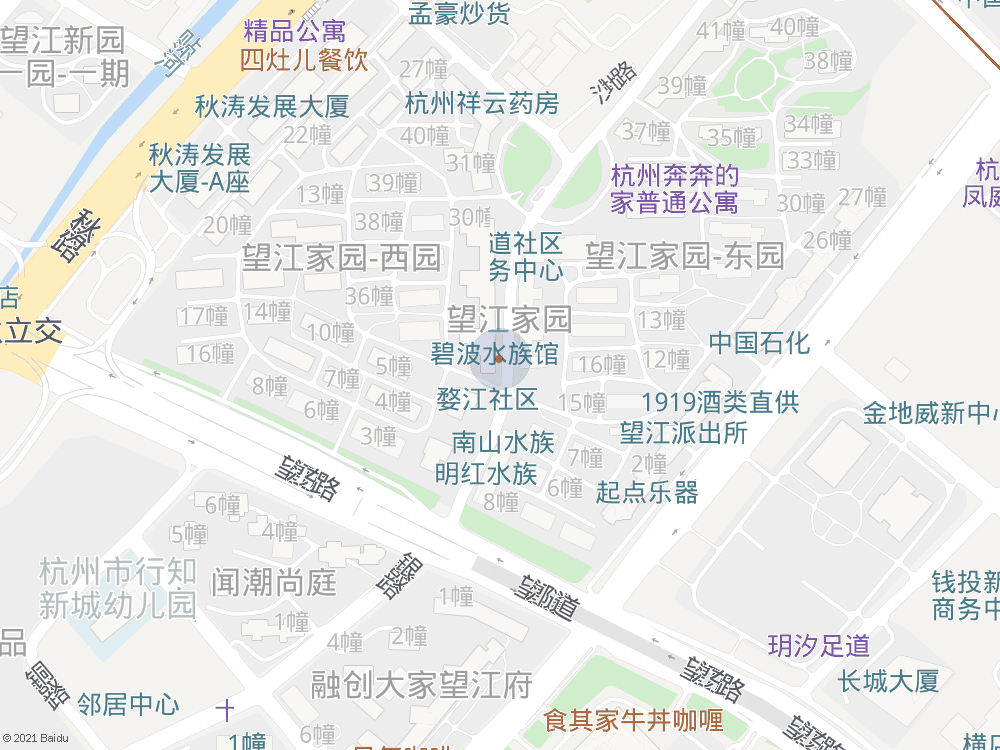 孟豪炒货
精品公寓
四灶儿餐饮
望江新园
一园-一期
27幢
41幢
40幢
38幢
39幢
秋涛发展大厦
杭州祥云药房
22幢
40幢
37幢
35幢
34幢
33幢
秋涛发展
大厦-A座
31幢
39幢
13幢
杭州奔奔的
家普通公寓
30幢
27幢
20幢
38幢
30幢
26幢
秋涛路
望江家园-西园
道社区
务中心
望江家园-东园
店
36幢
17幢
14幢
立交
10幢
望江家园
13幢
16幢
碧波水族馆
中国石化
5幢
7幢
8幢
16幢
12幢
4幢
6幢
婺江社区
15幢
1919酒类直供
金地威新中心
3幢
南山水族
望江派出所
明红水族
7幢
2幢
6幢
起点乐器
8幢
望江路
6幢
5幢
4幢
杭州市行知
新城幼儿园
闻潮尚庭
1幢
1幢
4幢
2幢
钱投新
商务中
玥汐足道
望江路
长城大厦
融创大家望江府
邻居中心
品
食其家牛丼咖喱
6幢
1幢
望江路
© 2021 Baidu